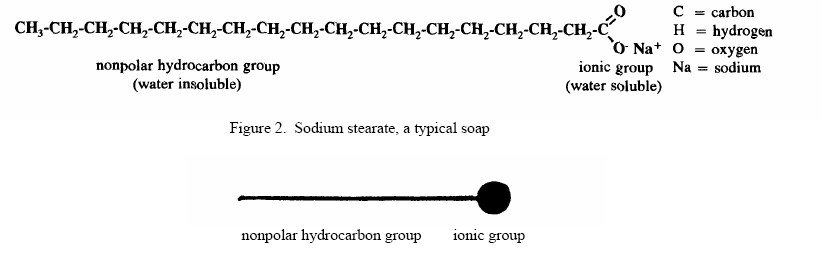 CH₃-CH₂-CH₂-CH₂-CH₂-CH₂-CH₂-CH₂-CH₂-CH₂-CH₂-CH₂-CH₂-CH₂-CH₂-CH₂-CH₂-C
O
O⁻ Na⁺
nonpolar hydrocarbon group
(water insoluble)
ionic group
(water soluble)
C = carbon
H = hydrogen
O = oxygen
Na = sodium
Figure 2. Sodium stearate, a typical soap
nonpolar hydrocarbon group
ionic group